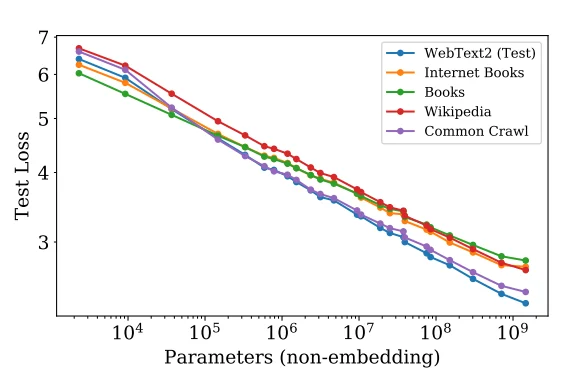 7
6
5
4
3
Test Loss
WebText2 (Test)
Internet Books
Books
Wikipedia
Common Crawl
10^4 10^5 10^6 10^7 10^8 10^9
Parameters (non-embedding)